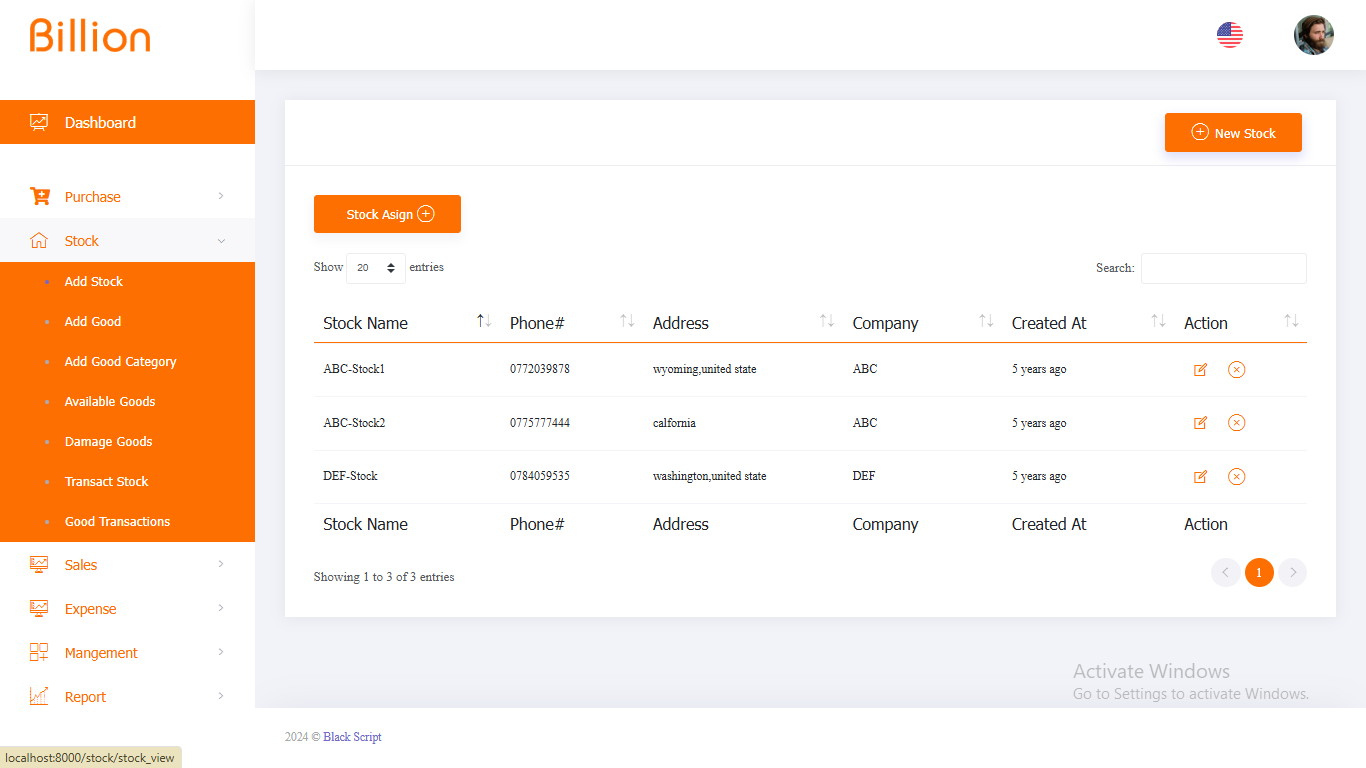 Billion
Dashboard
New Stock
Purchase
Stock
Add Stock
Add Good
Add Good Category
Available Goods
Damage Goods
Transact Stock
Good Transactions
Sales
Expense
Mangement
Report
Stock Asign
Show 20 entries
Search:
Stock Name Phone# Address Company Created At Action
ABC-Stock1 0772039878 wyoming,united state ABC 5 years ago
ABC-Stock2 0775777444 calfornia ABC 5 years ago
DEF-Stock 0784059535 washington,united state DEF 5 years ago
Stock Name Phone# Address Company Created At Action
Showing 1 to 3 of 3 entries
1
Activate Windows
Go to Settings to activate Windows.
2024 © Black Script
localhost:8000/stock/stock_view